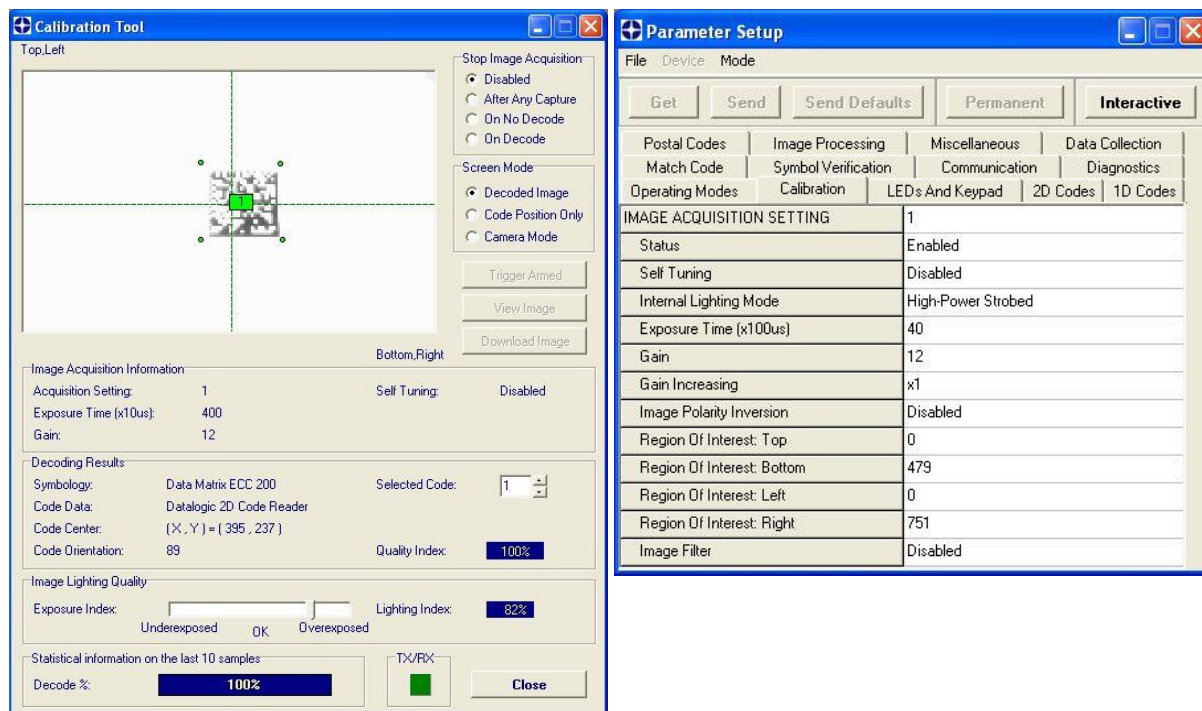 Calibration Tool
Top,Left
Stop Image Acquisition
Disabled
After Any Capture
On No Decode
On Decode
Screen Mode
Decoded Image
Code Position Only
Camera Mode
1
Trigger Armed
View Image
Download Image
Bottom,Right
Image Acquisition Information
Acquisition Setting: 1 Self Tuning: Disabled
Exposure Time (x10us): 400
Gain: 12
Decoding Results
Symbology: Data Matrix ECC 200 Selected Code: 1
Code Data: Datalogic 2D Code Reader
Code Center: ( X , Y ) = ( 395 , 237 )
Code Orientation: 89 Quality Index: 100%
Image Lighting Quality
Exposure Index: Lighting Index: 82%
Underexposed OK Overexposed
Statistical information on the last 10 samples
TX/RX
Decode %: 100% Close
Parameter Setup
File Device Mode
Get Send Send Defaults Permanent Interactive
Postal Codes Image Processing Miscellaneous Data Collection
Match Code Symbol Verification Communication Diagnostics
Operating Modes Calibration LEDs And Keypad 2D Codes 1D Codes
IMAGE ACQUISITION SETTING 1
Status Enabled
Self Tuning Disabled
Internal Lighting Mode High-Power Strobed
Exposure Time (x100us) 40
Gain 12
Gain Increasing x1
Image Polarity Inversion Disabled
Region Of Interest: Top 0
Region Of Interest: Bottom 479
Region Of Interest: Left 0
Region Of Interest: Right 751
Image Filter Disabled